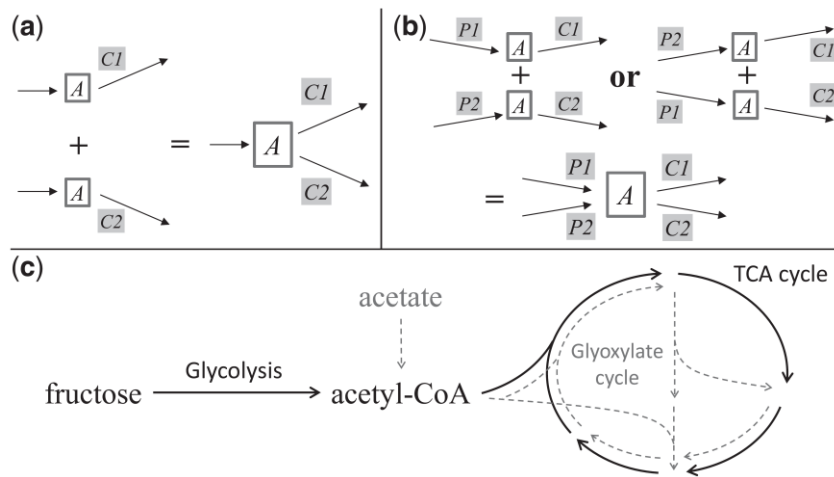 (a)
C1
A
+
=
A
C1
C2
A
C2
(b)
P1
A
C1
+
P2
A
C2
or
P2
A
C1
+
P1
A
C2
=
P1
P2
A
C1
C2
(c)
TCA cycle
acetate
Glyoxylate
cycle
Glycolysis
fructose
acetyl-CoA